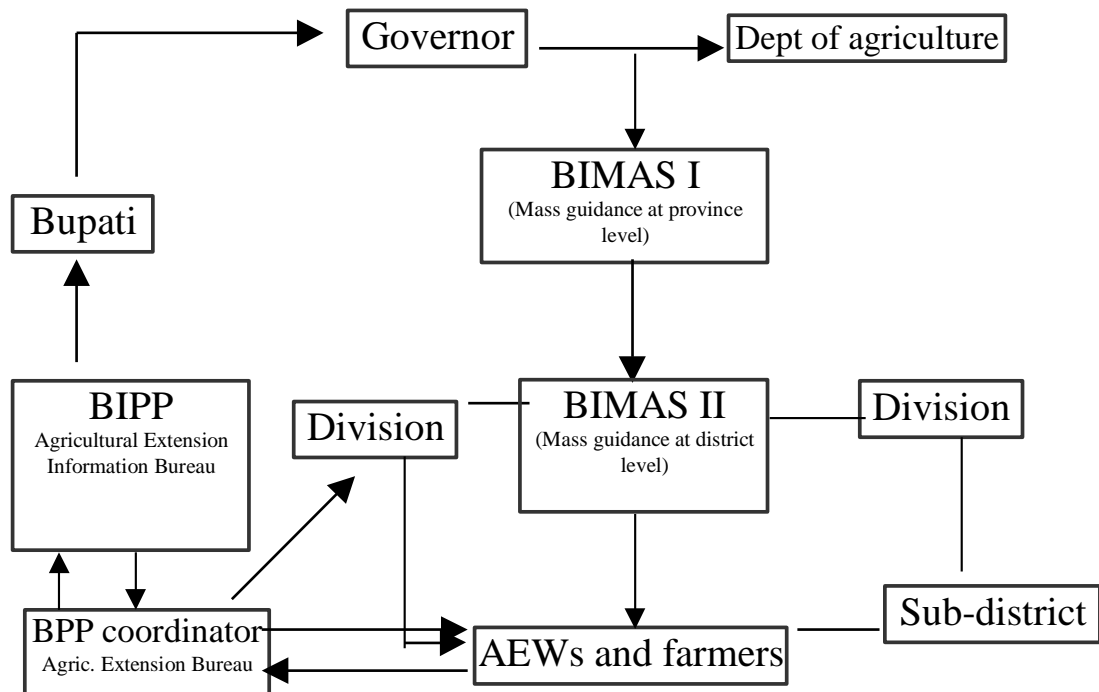 Governor
Dept of agriculture
BIMAS I
(Mass guidance at province
level)
Bupati
BIPP
Agricultural Extension
Information Bureau
Division
BIMAS II
(Mass guidance at district
level)
Division
BPP coordinator
Agric. Extension Bureau
AEWs and farmers
Sub-district